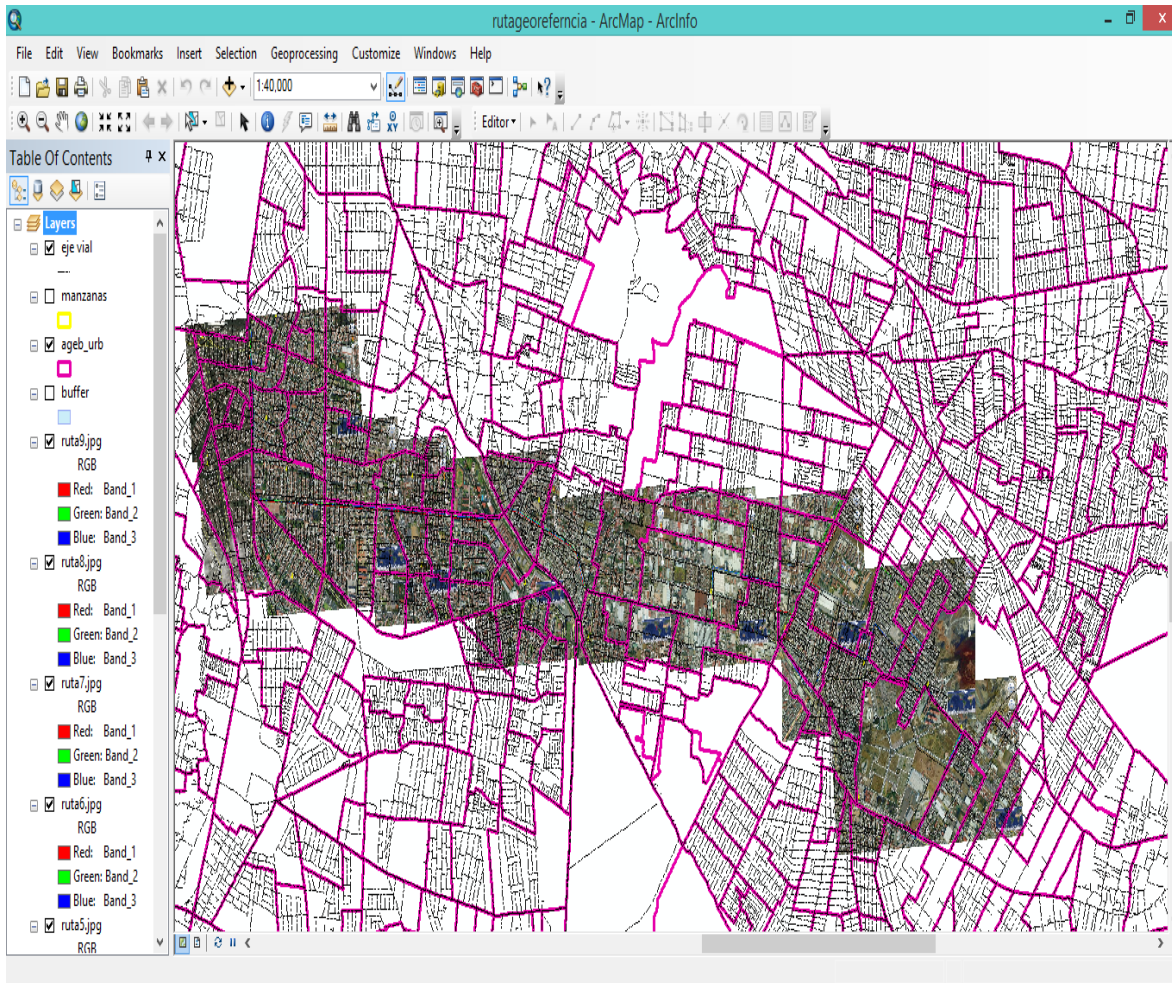 rutageoreferncia - ArcMap - ArcInfo
File Edit View Bookmarks Insert Selection Geoprocessing Customize Windows Help
1:40,000
XY
Editor
Table Of Contents
Layers
eje vial
manzanas
ageb_urb
buffer
ruta9.jpg
RGB
Red: Band_1
Green: Band_2
Blue: Band_3
ruta8.jpg
RGB
Red: Band_1
Green: Band_2
Blue: Band_3
ruta7.jpg
RGB
Red: Band_1
Green: Band_2
Blue: Band_3
ruta6.jpg
RGB
Red: Band_1
Green: Band_2
Blue: Band_3
ruta5.jpg
RGB